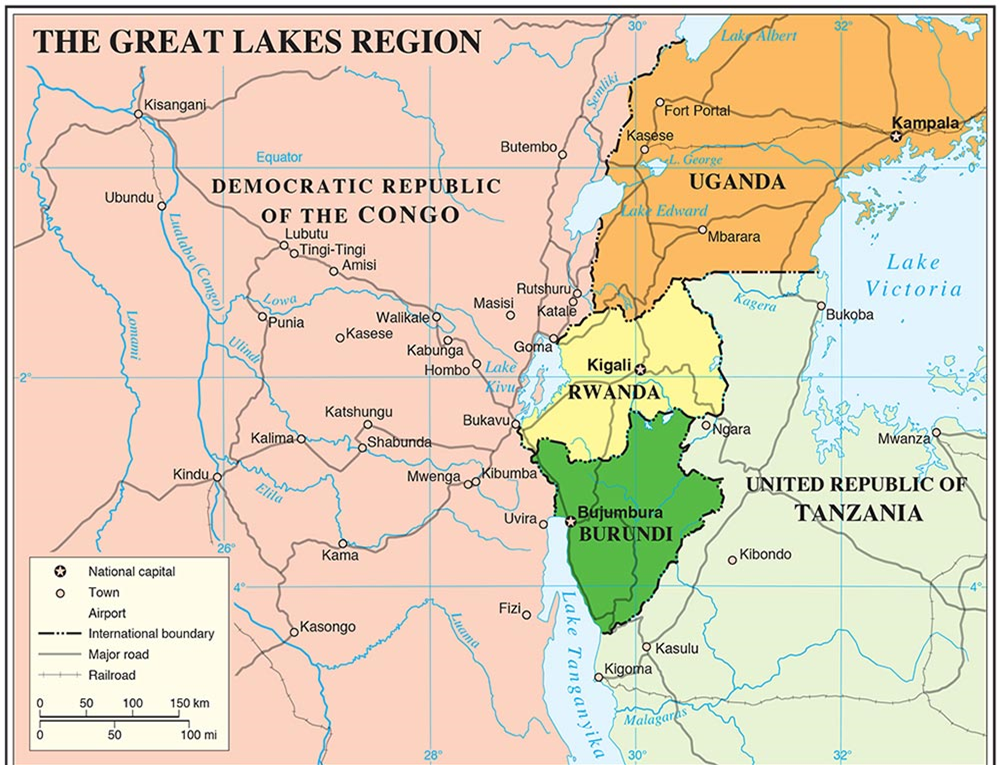 THE GREAT LAKES REGION
30°
32°
Lake Albert
Semliki
Kisangani
Fort Portal
Kampala
Kasese
Butembo
Equator
L. George
0°
0°
DEMOCRATIC REPUBLIC
OF THE CONGO
UGANDA
Ubundu
Lualaba (Congo)
Lake Edward
Mbarara
Lubutu
Tingi-Tingi
Amisi
Lake
Victoria
Rutshuru
Katale
Masisi
Lowa
Kagera
Bukoba
Lomami
Punia
Walikale
Kasese
Kabunga
Goma
Ulindi
Hombo
Lake
Kivu
Kigali
2°
RWANDA
Katshungu
Bukavu
Ngara
Kalima
Shabunda
Mwanza
Kindu
Mwenga
Kibumba
Elila
UNITED REPUBLIC OF
TANZANIA
Uvira
Bujumbura
BURUNDI
26°
Kama
Kibondo
National capital
Town
Airport
International boundary
Major road
Railroad
0 50 100 150 km
0 50 100 mi
4°
4°
Fizi
Lake Tanganyika
Luama
Kasongo
Kasulu
Kigoma
Malagaras
28°
30°
32°